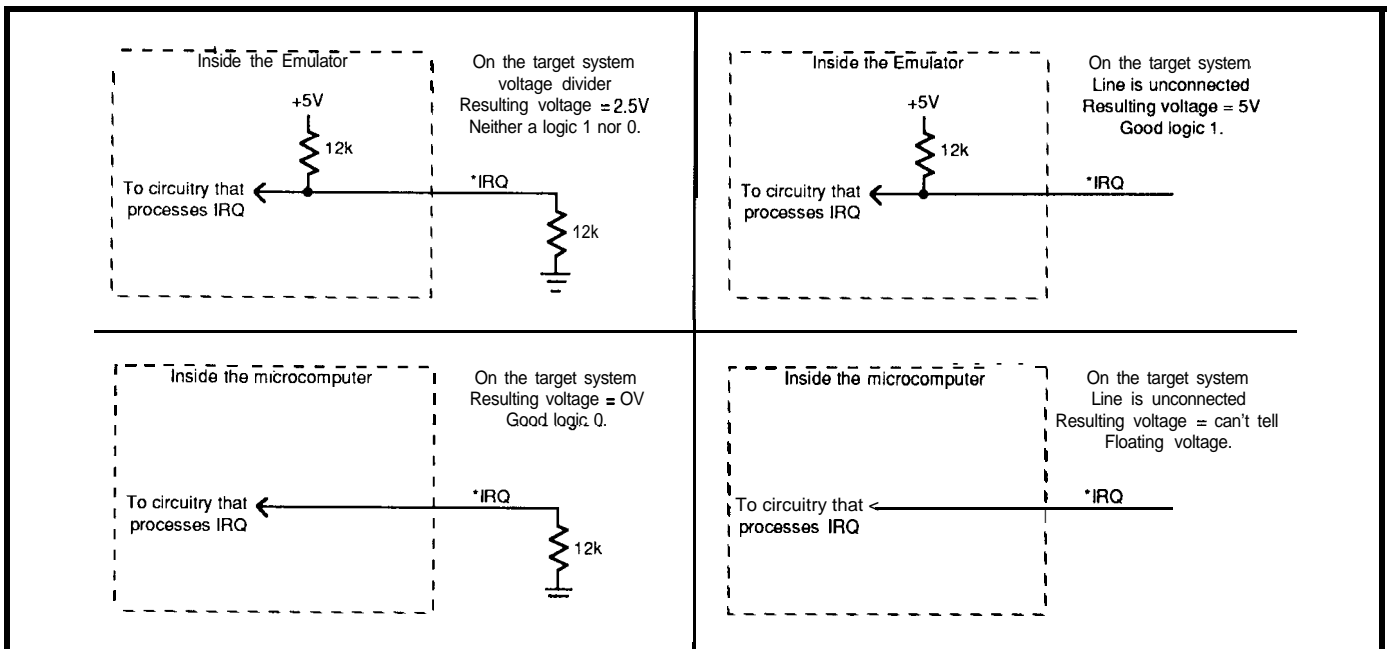 Inside the Emulator
On the target system
voltage divider
Resulting voltage = 2.5V
Neither a logic 1 nor 0.
+5V
12k
To circuitry that
processes IRQ
*IRQ
12k
Inside the Emulator
On the target system
Line is unconnected
Resulting voltage = 5V
Good logic 1.
+5V
12k
To circuitry that
processes IRQ
*IRQ
Inside the microcomputer
On the target system
Resulting voltage = OV
Good logic 0.
To circuitry that
processes IRQ
*IRQ
12k
Inside the microcomputer
On the target system
Line is unconnected
Resulting voltage = can't tell
Floating voltage.
To circuitry that
processes IRQ
*IRQ